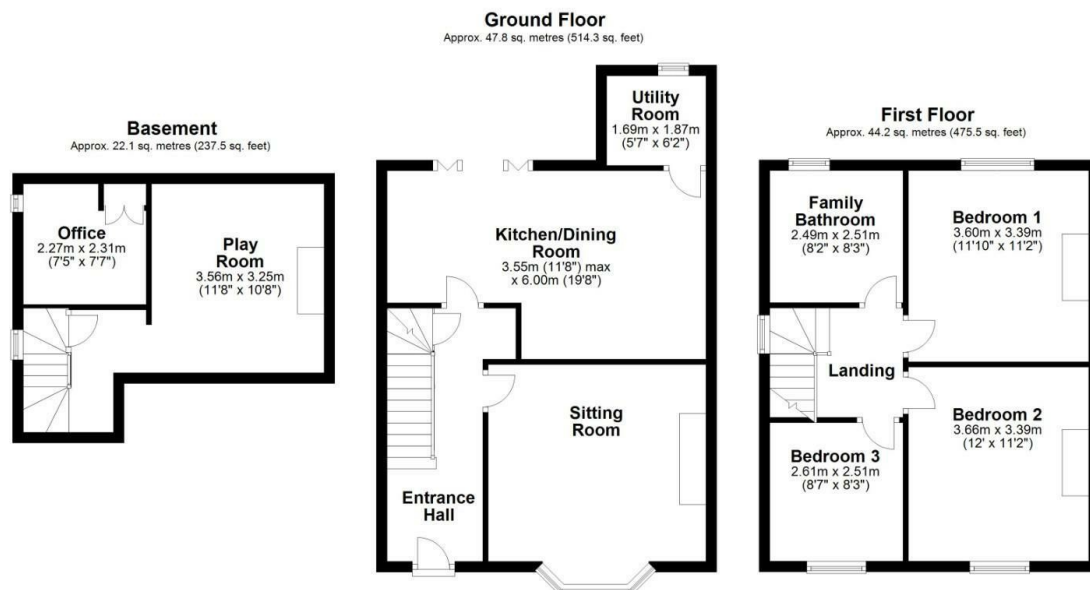 Basement
Approx. 22.1 sq. metres (237.5 sq. feet)
Office
2.27m x 2.31m
(7'5" x 7'7")
Play
Room
3.56m x 3.25m
(11'8" x 10'8")
Ground Floor
Approx. 47.8 sq. metres (514.3 sq. feet)
Utility
Room
1.69m x 1.87m
(5'7" x 6'2")
Kitchen/Dining
Room
3.55m (11'8") max
x 6.00m (19'8")
Sitting
Room
Entrance
Hall
First Floor
Approx. 44.2 sq. metres (475.5 sq. feet)
Family
Bathroom
2.49m x 2.51m
(8'2" x 8'3")
Bedroom 1
3.60m x 3.39m
(11'10" x 11'2")
Landing
Bedroom 2
3.66m x 3.39m
(12' x 11'2")
Bedroom 3
2.61m x 2.51m
(8'7" x 8'3")